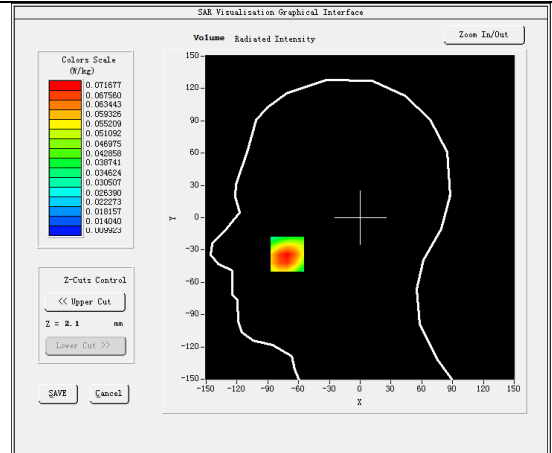 SAR Visualisation Graphical Interface
Volume Radiated Intensity
Zoom In/Out
Colors Scale
(W/kg)
0.071677
0.067560
0.063443
0.059326
0.055209
0.051092
0.046975
0.042858
0.038741
0.034624
0.030507
0.026390
0.022273
0.018157
0.014040
0.009923
Z-Cuts Control
<< Upper Cut
Z = 2.1 mm
Lower Cut >>
SAVE Cancel
150
120
90
60
30
0
-30
-60
-90
-120
-150
Y
-150 -120 -90 -60 -30 0 30 60 90 120 150
X